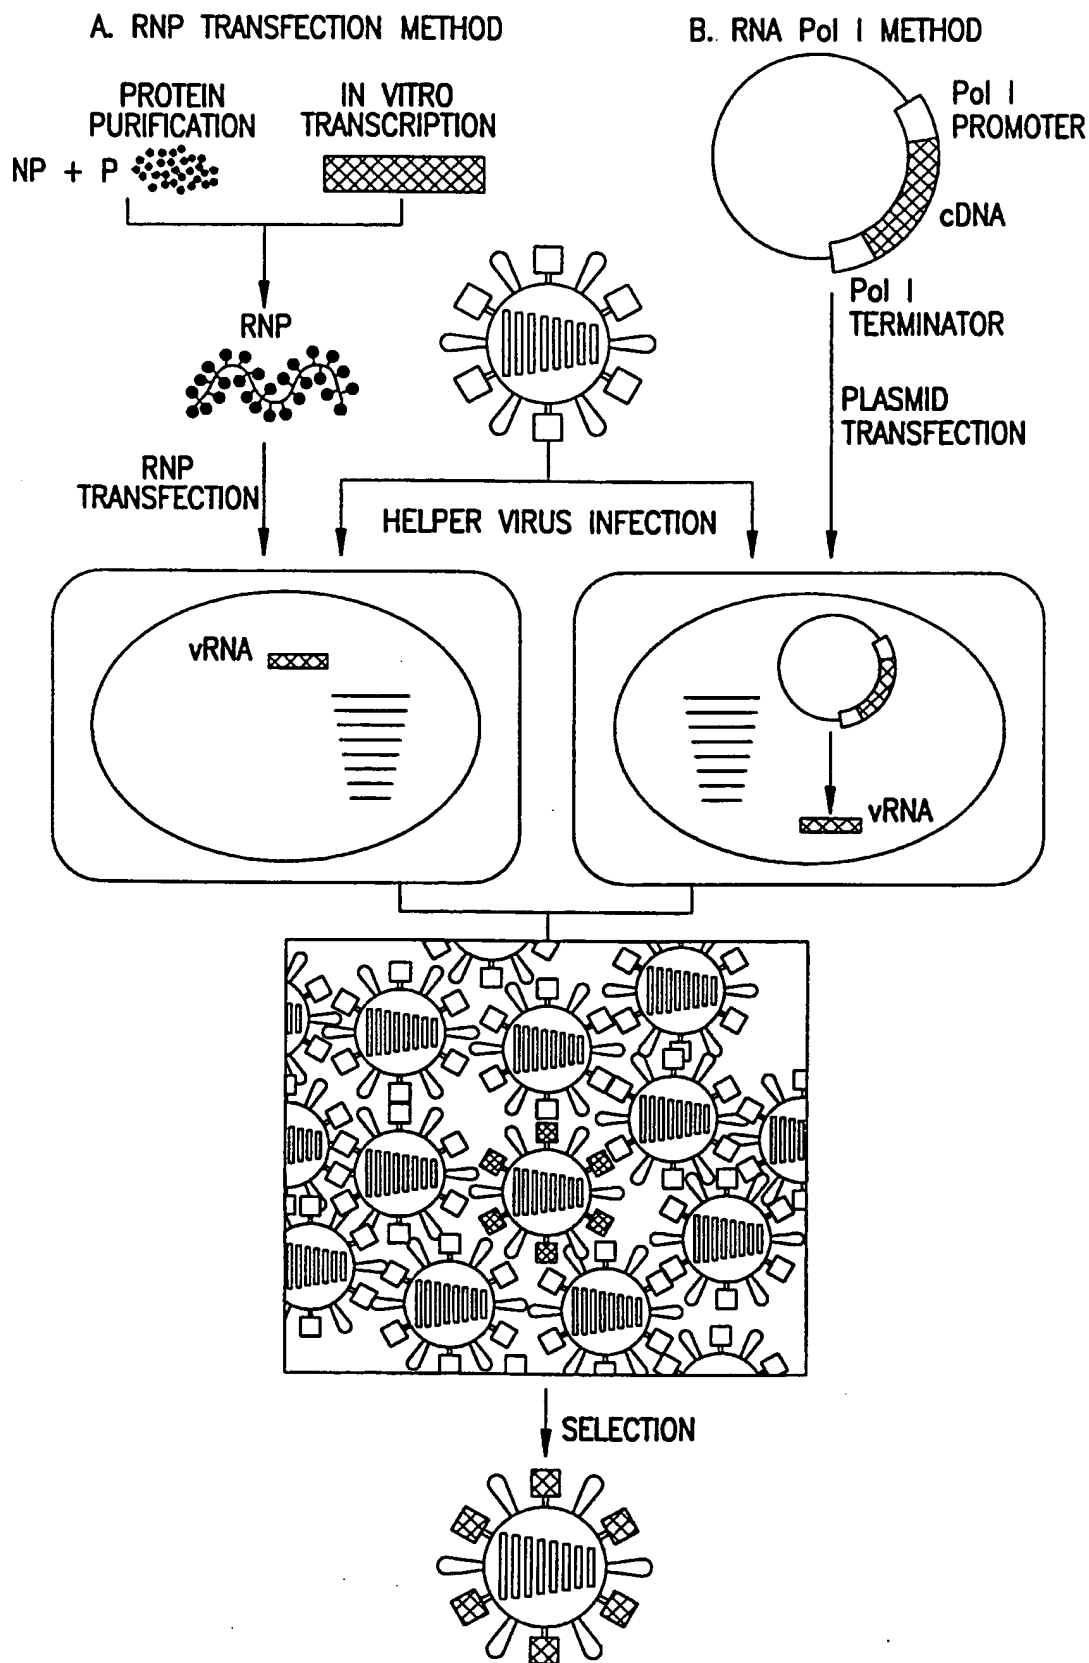 A. RNP TRANSFECTION METHOD
B. RNA Pol I METHOD
PROTEIN
PURIFICATION
IN VITRO
TRANSCRIPTION
NP + P
Pol I
PROMOTER
cDNA
Pol I
TERMINATOR
RNP
PLASMID
TRANSFECTION
RNP
TRANSFECTION
HELPER VIRUS INFECTION
vRNA
vRNA
SELECTION